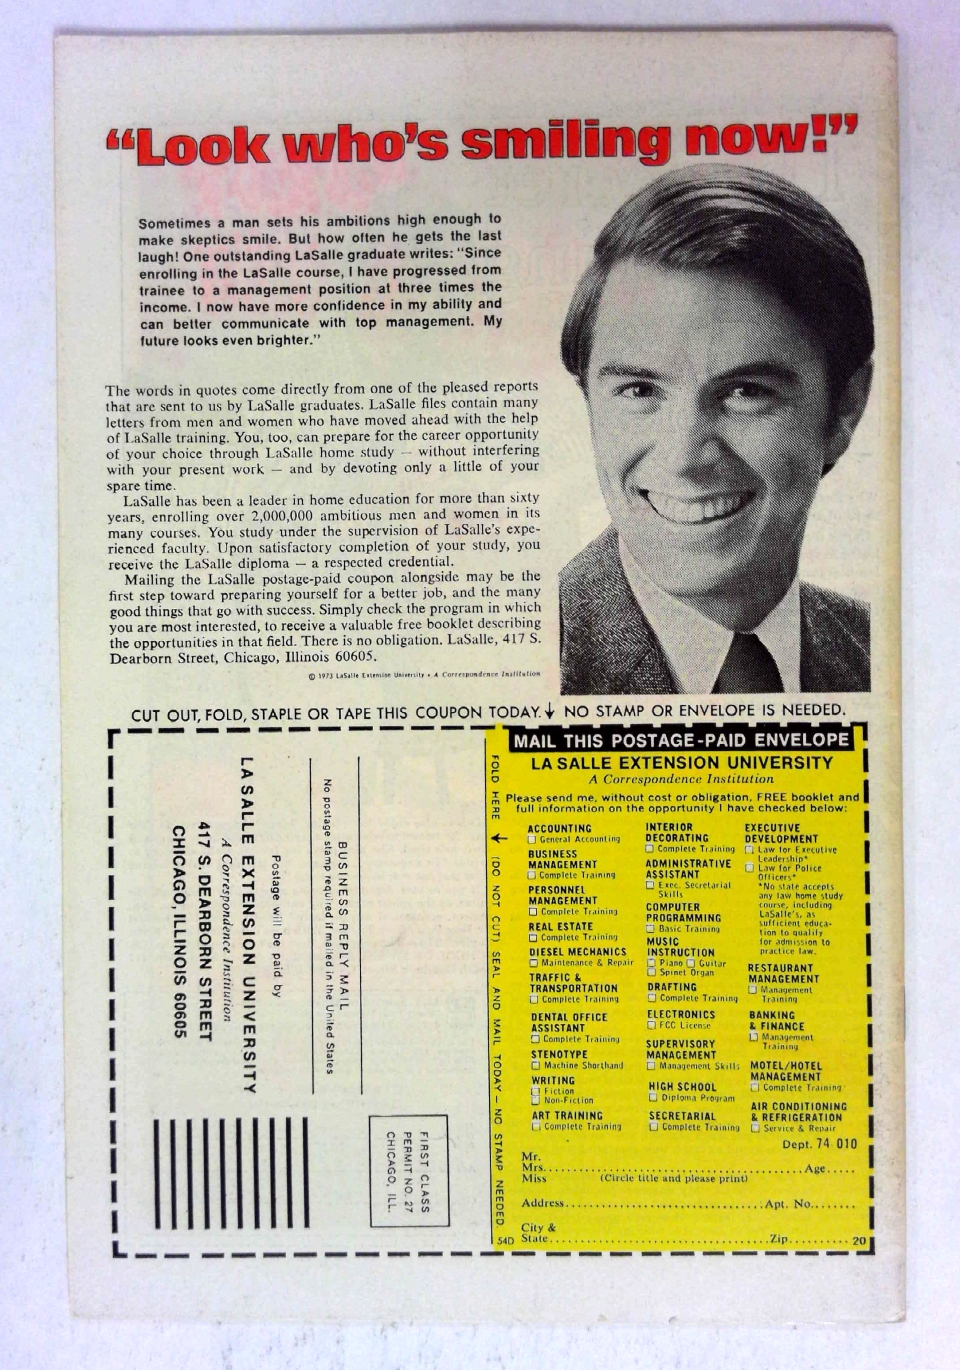 “Look who’s smiling now!”
Sometimes a man sets his ambitions high enough to
make skeptics smile. But how often he gets the last
laugh! One outstanding LaSalle graduate writes: “Since
enrolling in the LaSalle course, I have progressed from
trainee to a management position at three times the
income. I now have more confidence in my ability and
can better communicate with top management. My
future looks even brighter.”
The words in quotes come directly from one of the pleased reports
that are sent to us by LaSalle graduates. LaSalle files contain many
letters from men and women who have moved ahead with the help
of LaSalle training. You, too, can prepare for the career opportunity
of your choice through LaSalle home study — without interfering
with your present work — and by devoting only a little of your
spare time.
LaSalle has been a leader in home education for more than sixty
years, enrolling over 2,000,000 ambitious men and women in its
many courses. You study under the supervision of LaSalle's expe-
rienced faculty. Upon satisfactory completion of your study, you
receive the LaSalle diploma — a respected credential.
Mailing the LaSalle postage-paid coupon alongside may be the
first step toward preparing yourself for a better job, and the many
good things that go with success. Simply check the program in which
you are most interested, to receive a valuable free booklet describing
the opportunities in that field. There is no obligation. LaSalle, 417 S.
Dearborn Street, Chicago, Illinois 60605.
© 1973 LaSalle Extension University • A Correspondence Institution
CUT OUT, FOLD, STAPLE OR TAPE THIS COUPON TODAY. ↓ NO STAMP OR ENVELOPE IS NEEDED.
FIRST CLASS
PERMIT NO. 27
CHICAGO, ILL.
BUSINESS REPLY MAIL
No postage stamp required if mailed in the United States
Postage will be paid by
LA SALLE EXTENSION UNIVERSITY
A Correspondence Institution
417 S. DEARBORN STREET
CHICAGO, ILLINOIS 60605
FOLD HERE ← (DO NOT CUT) SEAL AND MAIL TODAY — NO STAMP NEEDED.
MAIL THIS POSTAGE-PAID ENVELOPE
LA SALLE EXTENSION UNIVERSITY
A Correspondence Institution
Please send me, without cost or obligation, FREE booklet and
full information on the opportunity I have checked below:
ACCOUNTING
☐ General Accounting
BUSINESS
MANAGEMENT
☐ Complete Training
PERSONNEL
MANAGEMENT
☐ Complete Training
REAL ESTATE
☐ Complete Training
DIESEL MECHANICS
☐ Maintenance & Repair
TRAFFIC &
TRANSPORTATION
☐ Complete Training
DENTAL OFFICE
ASSISTANT
☐ Complete Training
STENOTYPE
☐ Machine Shorthand
WRITING
☐ Fiction
☐ Non-Fiction
ART TRAINING
☐ Complete Training
INTERIOR
DECORATING
☐ Complete Training
ADMINISTRATIVE
ASSISTANT
☐ Exec. Secretarial
Skills
COMPUTER
PROGRAMMING
☐ Basic Training
MUSIC
INSTRUCTION
☐ Piano ☐ Guitar
☐ Spinet Organ
DRAFTING
☐ Complete Training
ELECTRONICS
☐ FCC License
SUPERVISORY
MANAGEMENT
☐ Management Skills
HIGH SCHOOL
☐ Diploma Program
SECRETARIAL
☐ Complete Training
EXECUTIVE
DEVELOPMENT
☐ Law for Executive
Leadership*
☐ Law for Police
Officers*
*No state accepts
any law home study
course, including
LaSalle's, as
sufficient educa-
tion to qualify
for admission to
practice law.
RESTAURANT
MANAGEMENT
☐ Management
Training
BANKING
& FINANCE
☐ Management
Training
MOTEL/HOTEL
MANAGEMENT
☐ Complete Training
AIR CONDITIONING
& REFRIGERATION
☐ Service & Repair
Dept. 74 010
Mr.
Mrs. Age
Miss (Circle title and please print)
Address Apt. No.
City &
54D State Zip 20